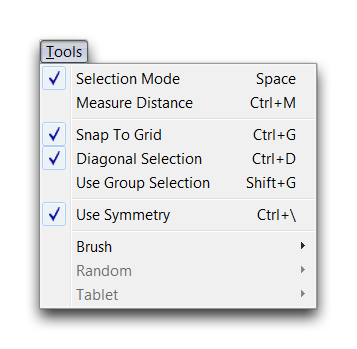 Tools
Selection Mode Space
Measure Distance Ctrl+M
Snap To Grid Ctrl+G
Diagonal Selection Ctrl+D
Use Group Selection Shift+G
Use Symmetry Ctrl+\
Brush
Random
Tablet